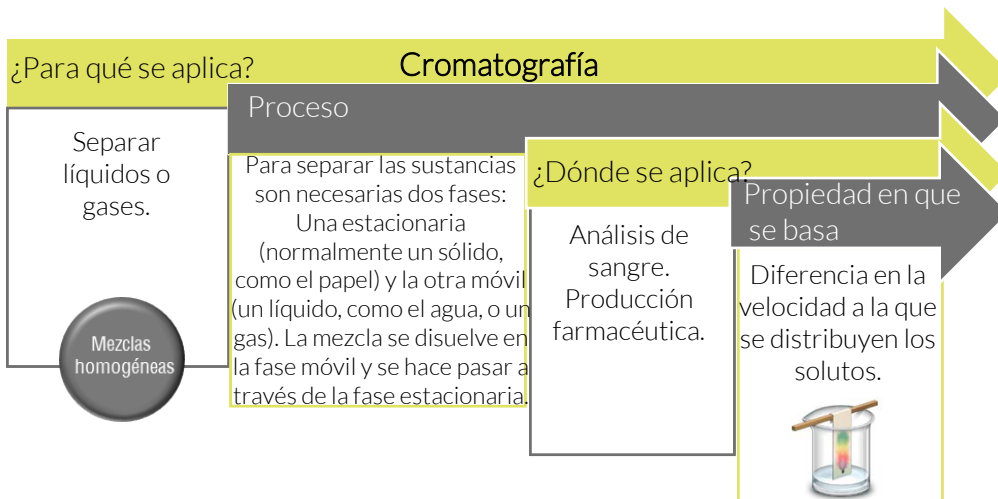 Cromatografía
¿Para qué se aplica?
Separar
líquidos o
gases.
Mezclas
homogéneas
Proceso
Para separar las sustancias
son necesarias dos fases:
Una estacionaria
(normalmente un sólido,
como el papel) y la otra móvil
(un líquido, como el agua, o un
gas). La mezcla se disuelve en
la fase móvil y se hace pasar a
través de la fase estacionaria.
¿Dónde se aplica?
Análisis de
sangre.
Producción
farmacéutica.
Propiedad en que
se basa
Diferencia en la
velocidad a la que
se distribuyen los
solutos.